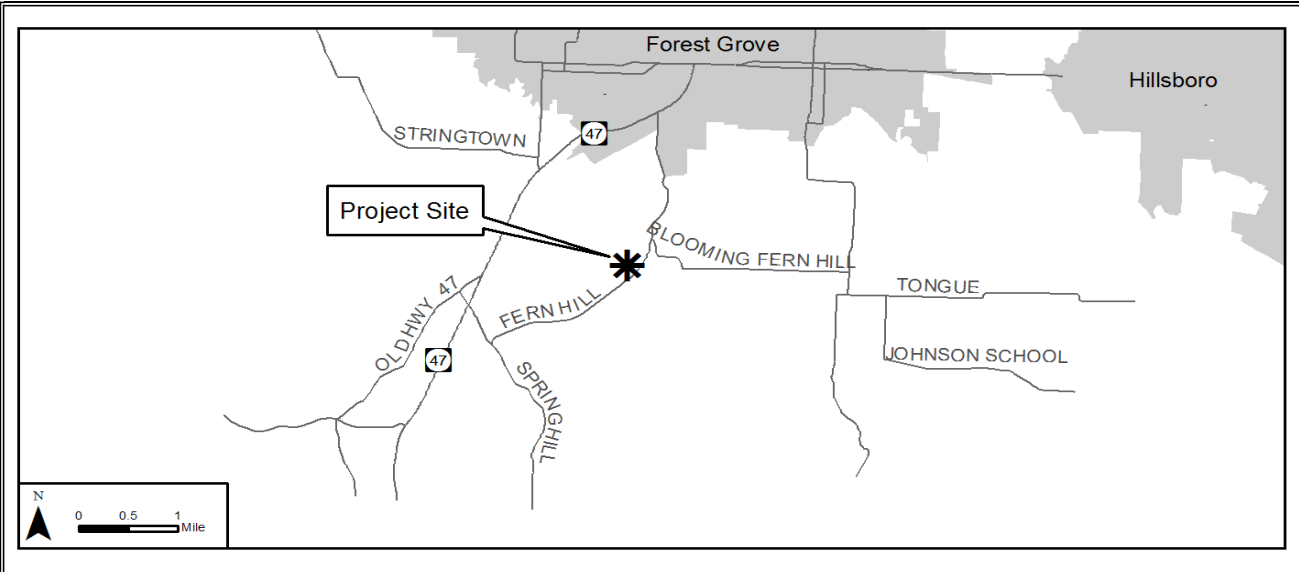 Forest Grove
Hillsboro
STRINGTOWN
47
Project Site
BLOOMING FERN HILL
OLD HWY 47
FERN HILL
TONGUE
47
JOHNSON SCHOOL
SPRINGHILL
N
0 0.5 1
Mile